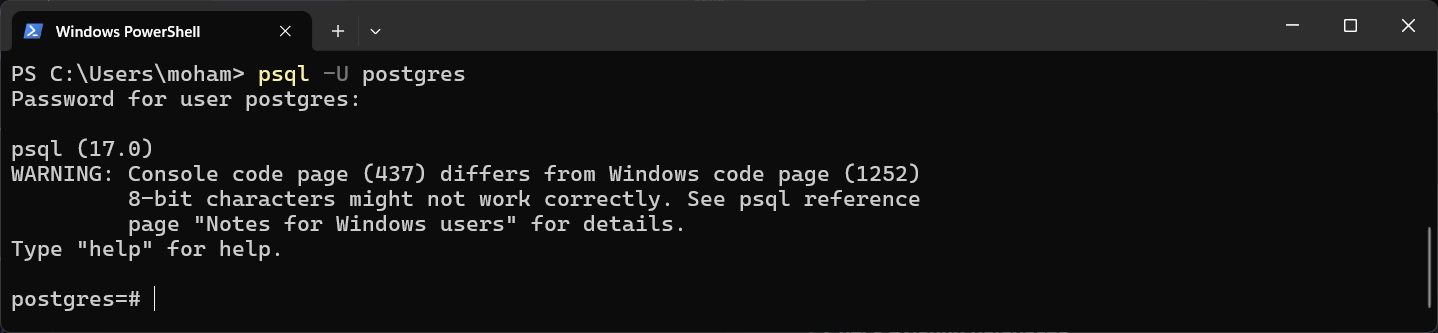 Windows PowerShell
PS C:\Users\moham> psql -U postgres
Password for user postgres:
psql (17.0)
WARNING: Console code page (437) differs from Windows code page (1252)
8-bit characters might not work correctly. See psql reference
page "Notes for Windows users" for details.
Type "help" for help.
postgres=#